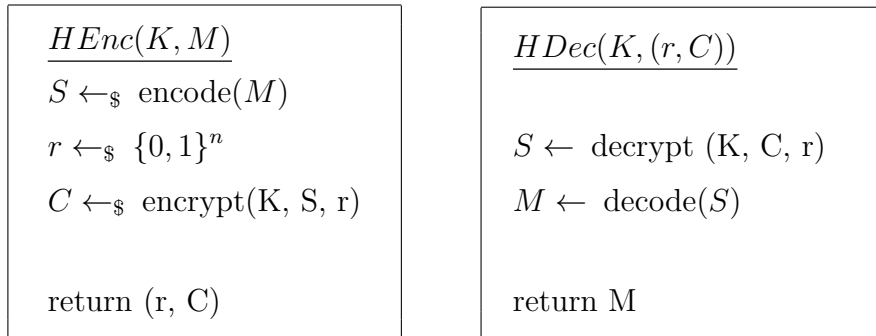 HEnc(K, M)
S ←$ encode(M)
r ←$ {0, 1}^n
C ←$ encrypt(K, S, r)
return (r, C)
HDec(K, (r, C))
S ← decrypt (K, C, r)
M ← decode(S)
return M